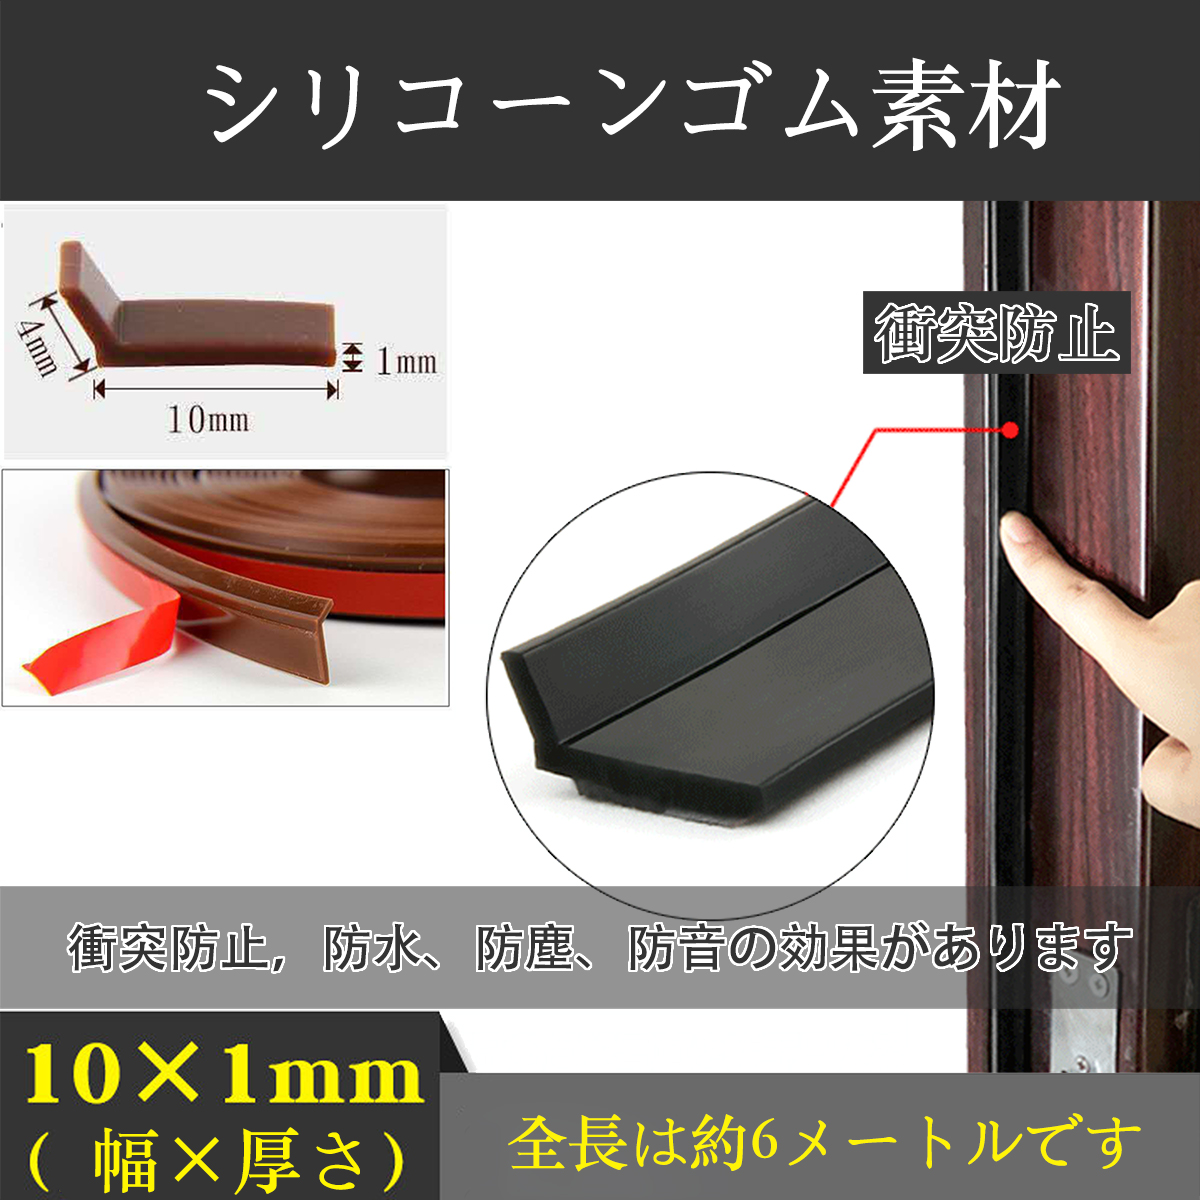 シリコーンゴム素材
4mm
1mm
10mm
衝突防止
衝突防止，防水、防塵、防音の効果があります
10×1mm
( 幅×厚さ)
全長は約6メートルです